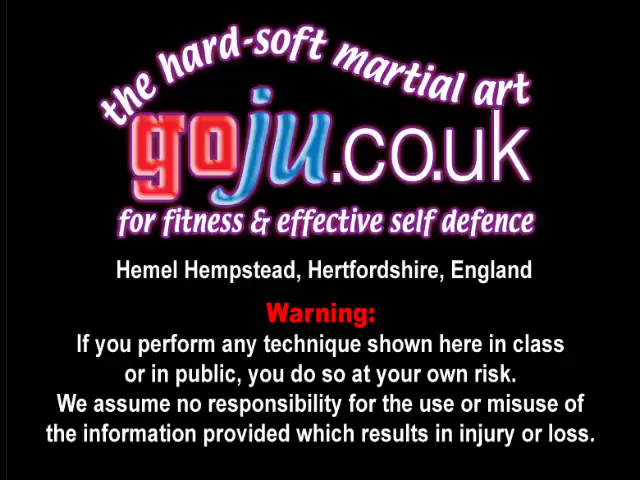 the hard-soft martial art
goju.co.uk
for fitness & effective self defence
Hemel Hempstead, Hertfordshire, England
Warning:
If you perform any technique shown here in class
or in public, you do so at your own risk.
We assume no responsibility for the use or misuse of
the information provided which results in injury or loss.